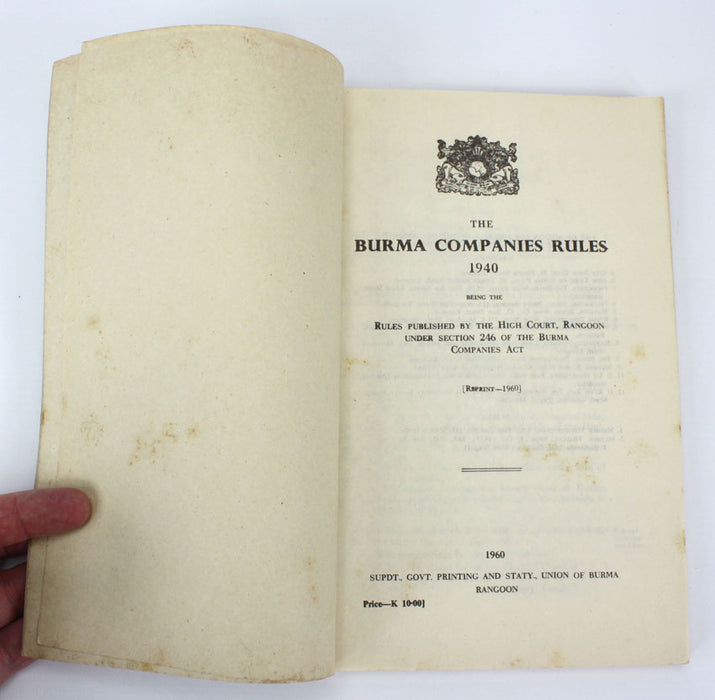 THE
BURMA COMPANIES RULES
1940
BEING THE
RULES PUBLISHED BY THE HIGH COURT, RANGOON
UNDER SECTION 246 OF THE BURMA
COMPANIES ACT
[REPRINT—1960]
1960
SUPDT., GOVT. PRINTING AND STATY., UNION OF BURMA
RANGOON
Price—K 10·00]